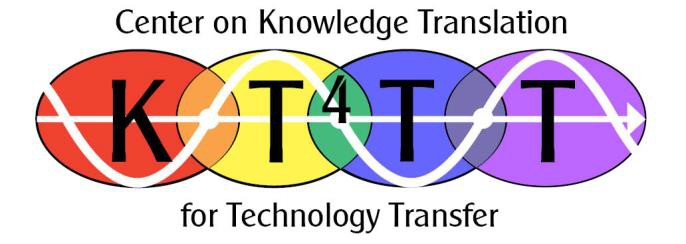 Center on Knowledge Translation
KT4TT
for Technology Transfer